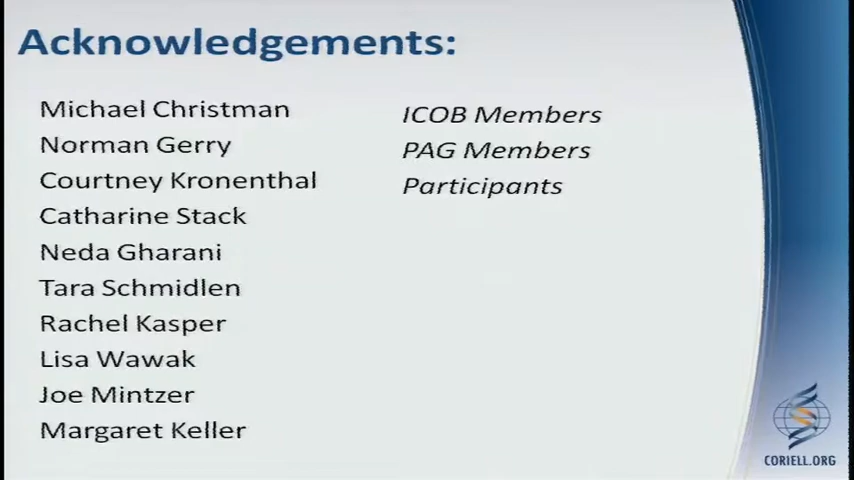 Acknowledgements:
Michael Christman
Norman Gerry
Courtney Kronenthal
Catharine Stack
Neda Gharani
Tara Schmidlen
Rachel Kasper
Lisa Wawak
Joe Mintzer
Margaret Keller
ICOB Members
PAG Members
Participants
CORIELL.ORG